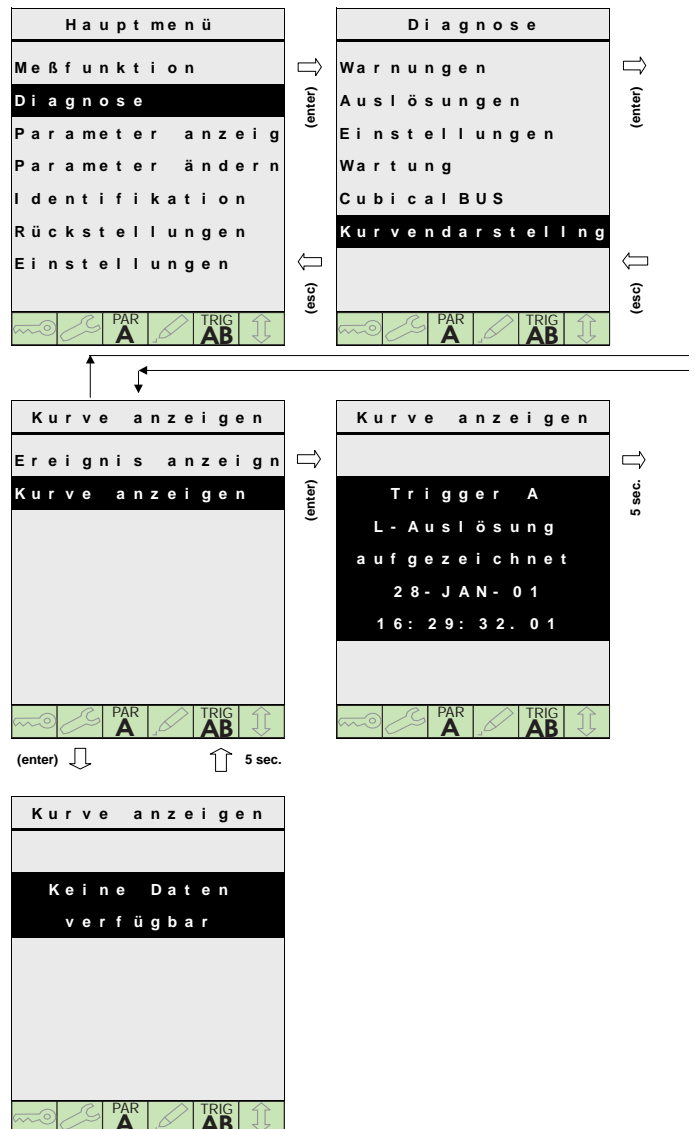 Hauptmenü
Meßfunktion
Diagnose
Parameter anzeig
Parameter ändern
Identifikation
Rückstellungen
Einstellungen
PAR
A
TRIG
AB
(enter)
(esc)
Diagnose
Warnungen
Auslösungen
Einstellungen
Wartung
CubicalBUS
Kurvendarstellng
PAR
A
TRIG
AB
(enter)
(esc)
Kurve anzeigen
Ereignis anzeign
Kurve anzeigen
PAR
A
TRIG
AB
(enter)
Kurve anzeigen
Trigger A
L-Auslösung
aufgezeichnet
28-JAN-01
16:29:32.01
PAR
A
TRIG
AB
5 sec.
(enter)
5 sec.
Kurve anzeigen
Keine Daten
verfügbar
PAR
A
TRIG
AB